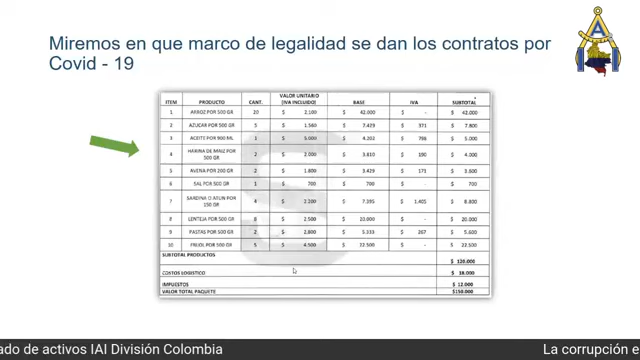 Miremos en que marco de legalidad se dan los contratos por
Covid - 19
ITEM PRODUCTO CANT. VALOR UNITARIO (IVA INCLUIDO) BASE IVA SUBTOTAL
1 ARROZ POR 500 GR 20 $ 2.100 $ 42.000 $ - $ 42.000
2 AZUCAR POR 500 GR 5 $ 1.560 $ 7.429 $ 371 $ 7.800
3 ACEITE POR 900 ML 1 $ 5.000 $ 4.202 $ 798 $ 5.000
4 HARINA DE MAIZ POR 500 GR 2 $ 2.000 $ 3.810 $ 190 $ 4.000
5 AVENA POR 200 GR 2 $ 1.800 $ 3.429 $ 171 $ 3.600
6 SAL POR 500 GR 1 $ 700 $ 700 $ - $ 700
7 SARDINA O ATUN POR 150 GR 4 $ 2.200 $ 7.395 $ 1.405 $ 8.800
8 LENTEJA POR 500 GR 8 $ 2.500 $ 20.000 $ - $ 20.000
9 PASTAS POR 500 GR 2 $ 2.800 $ 5.333 $ 267 $ 5.600
10 FRIJOL POR 500 GR 5 $ 4.500 $ 22.500 $ - $ 22.500
SUBTOTAL PRODUCTOS $ 120.000
COSTOS LOGISTICO $ 18.000
IMPUESTOS $ 12.000
VALOR TOTAL PAQUETE $150.000
ado de activos IAI División Colombia La corrupción e